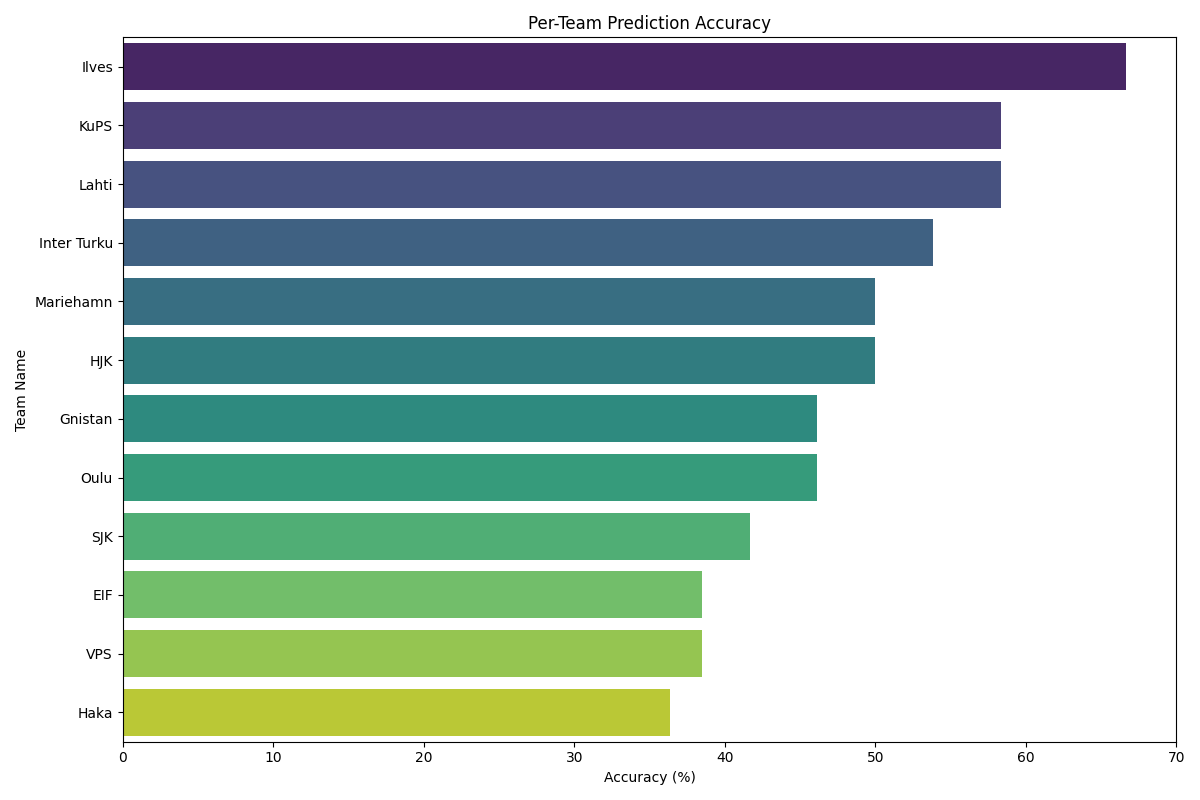 Per-Team Prediction Accuracy
Team Name
Ilves
KuPS
Lahti
Inter Turku
Mariehamn
HJK
Gnistan
Oulu
SJK
EIF
VPS
Haka
0 10 20 30 40 50 60 70
Accuracy (%)